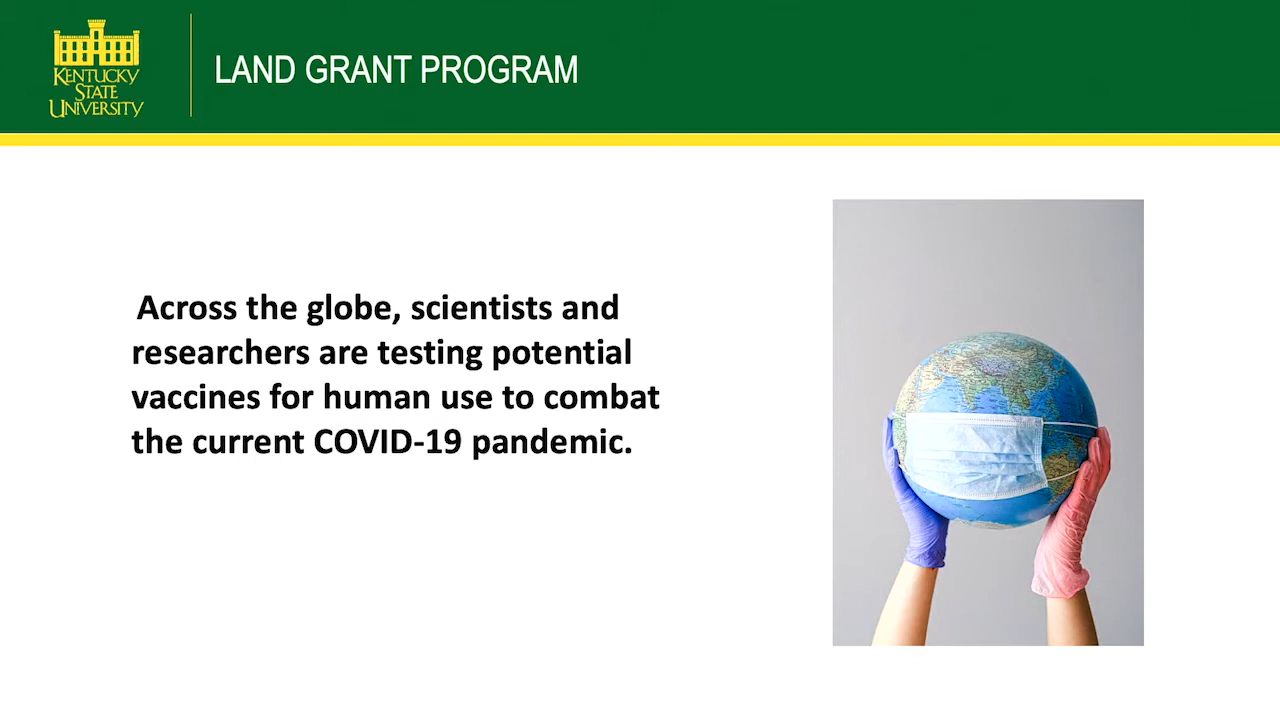 KENTUCKY
STATE
UNIVERSITY
LAND GRANT PROGRAM
Across the globe, scientists and
researchers are testing potential
vaccines for human use to combat
the current COVID-19 pandemic.